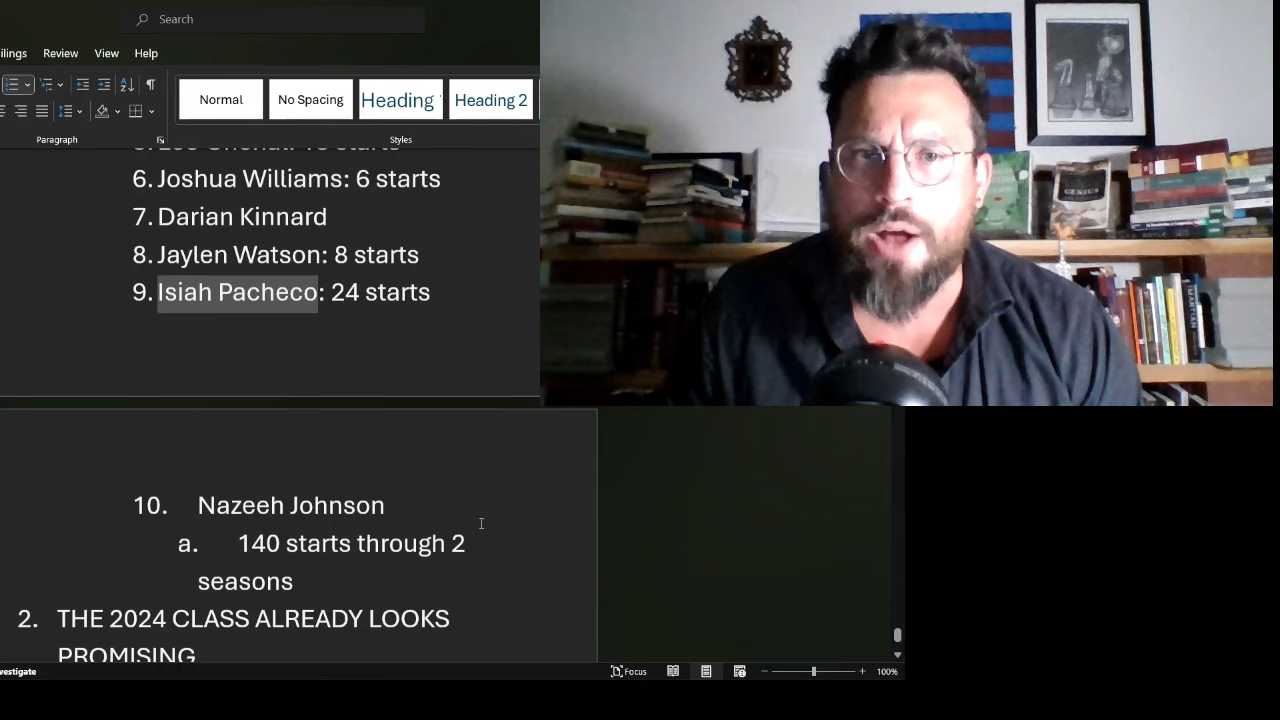 Search
ilings Review View Help
Normal
No Spacing
Heading
Heading 2
Paragraph
Styles
6. Joshua Williams: 6 starts
7. Darian Kinnard
8. Jaylen Watson: 8 starts
9. Isiah Pacheco: 24 starts
GENIUS
MARTIAN
10. Nazeeh Johnson
a. 140 starts through 2
seasons
2. THE 2024 CLASS ALREADY LOOKS
PROMISING
vestigate
Focus
100%